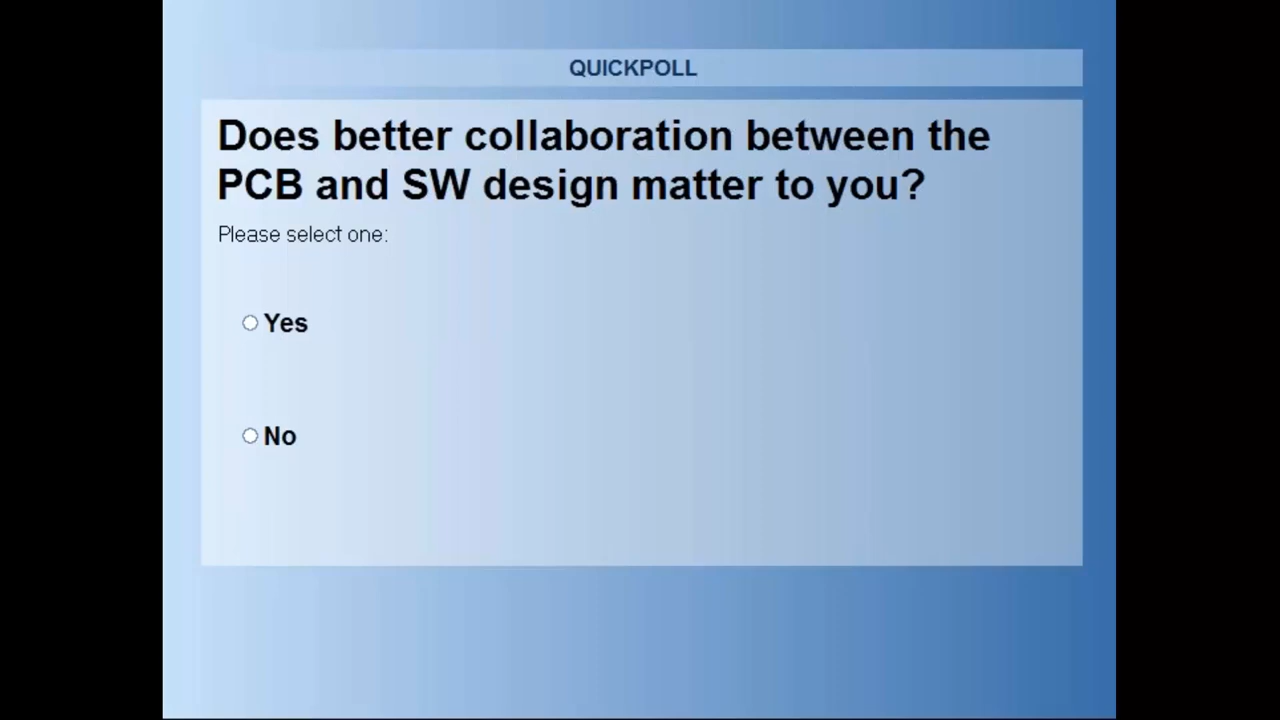 QUICKPOLL
Does better collaboration between the
PCB and SW design matter to you?
Please select one:
Yes
No